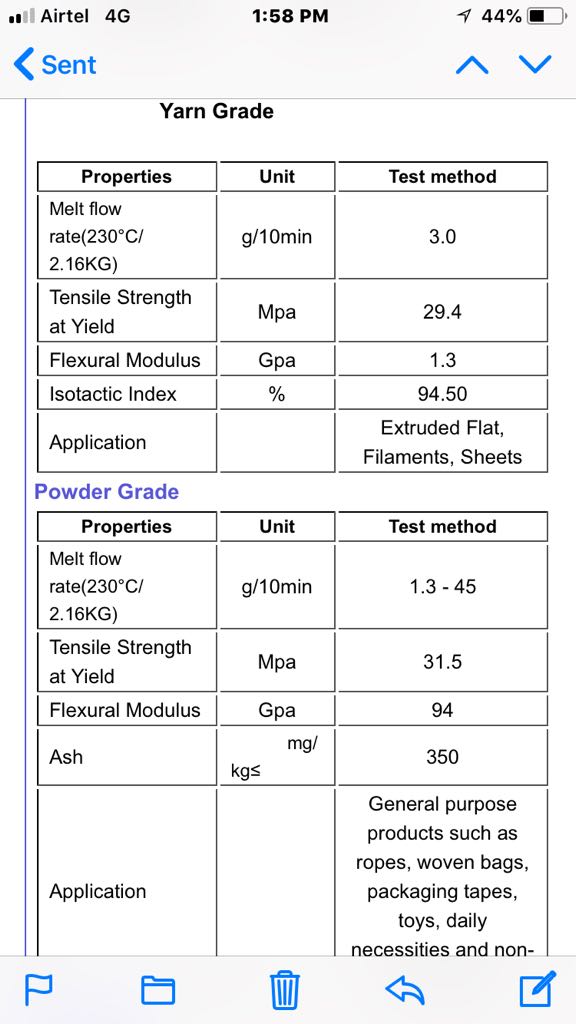 Airtel 4G 1:58 PM 44%
Sent
Yarn Grade
Properties Unit Test method
Melt flow
rate(230°C/ g/10min 3.0
2.16KG)
Tensile Strength
at Yield Mpa 29.4
Flexural Modulus Gpa 1.3
Isotactic Index % 94.50
Application Extruded Flat,
Filaments, Sheets
Powder Grade
Properties Unit Test method
Melt flow
rate(230°C/ g/10min 1.3 - 45
2.16KG)
Tensile Strength
at Yield Mpa 31.5
Flexural Modulus Gpa 94
Ash mg/
kg≤ 350
Application General purpose
products such as
ropes, woven bags,
packaging tapes,
toys, daily
necessities and non-